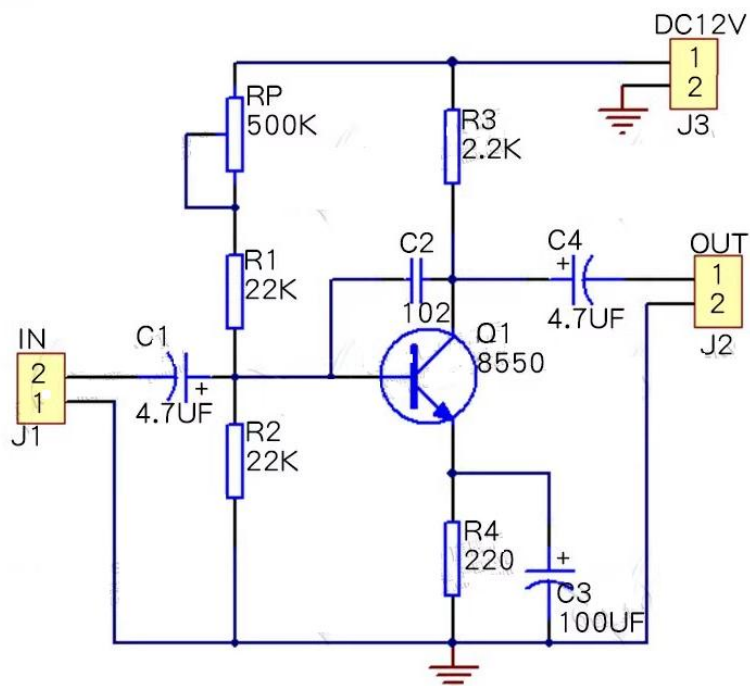 DC12V
1
2
J3
RP
500K
R3
2.2K
R1
22K
C2
102
C4
+
4.7UF
OUT
1
2
J2
IN
2
1
J1
C1
+
4.7UF
Q1
8550
R2
22K
R4
220
+
C3
100UF